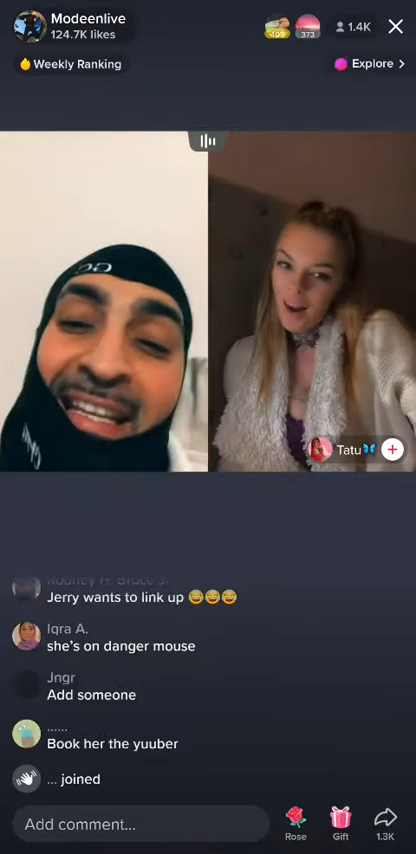 Modeenlive
124.7K likes
373
1.4K
Weekly Ranking
Explore
Tatu
Jerry wants to link up 😂😂😂
Iqra A.
she's on danger mouse
Jngr
Add someone
......
Book her the yuuber
... joined
Add comment...
Rose
Gift
1.3K